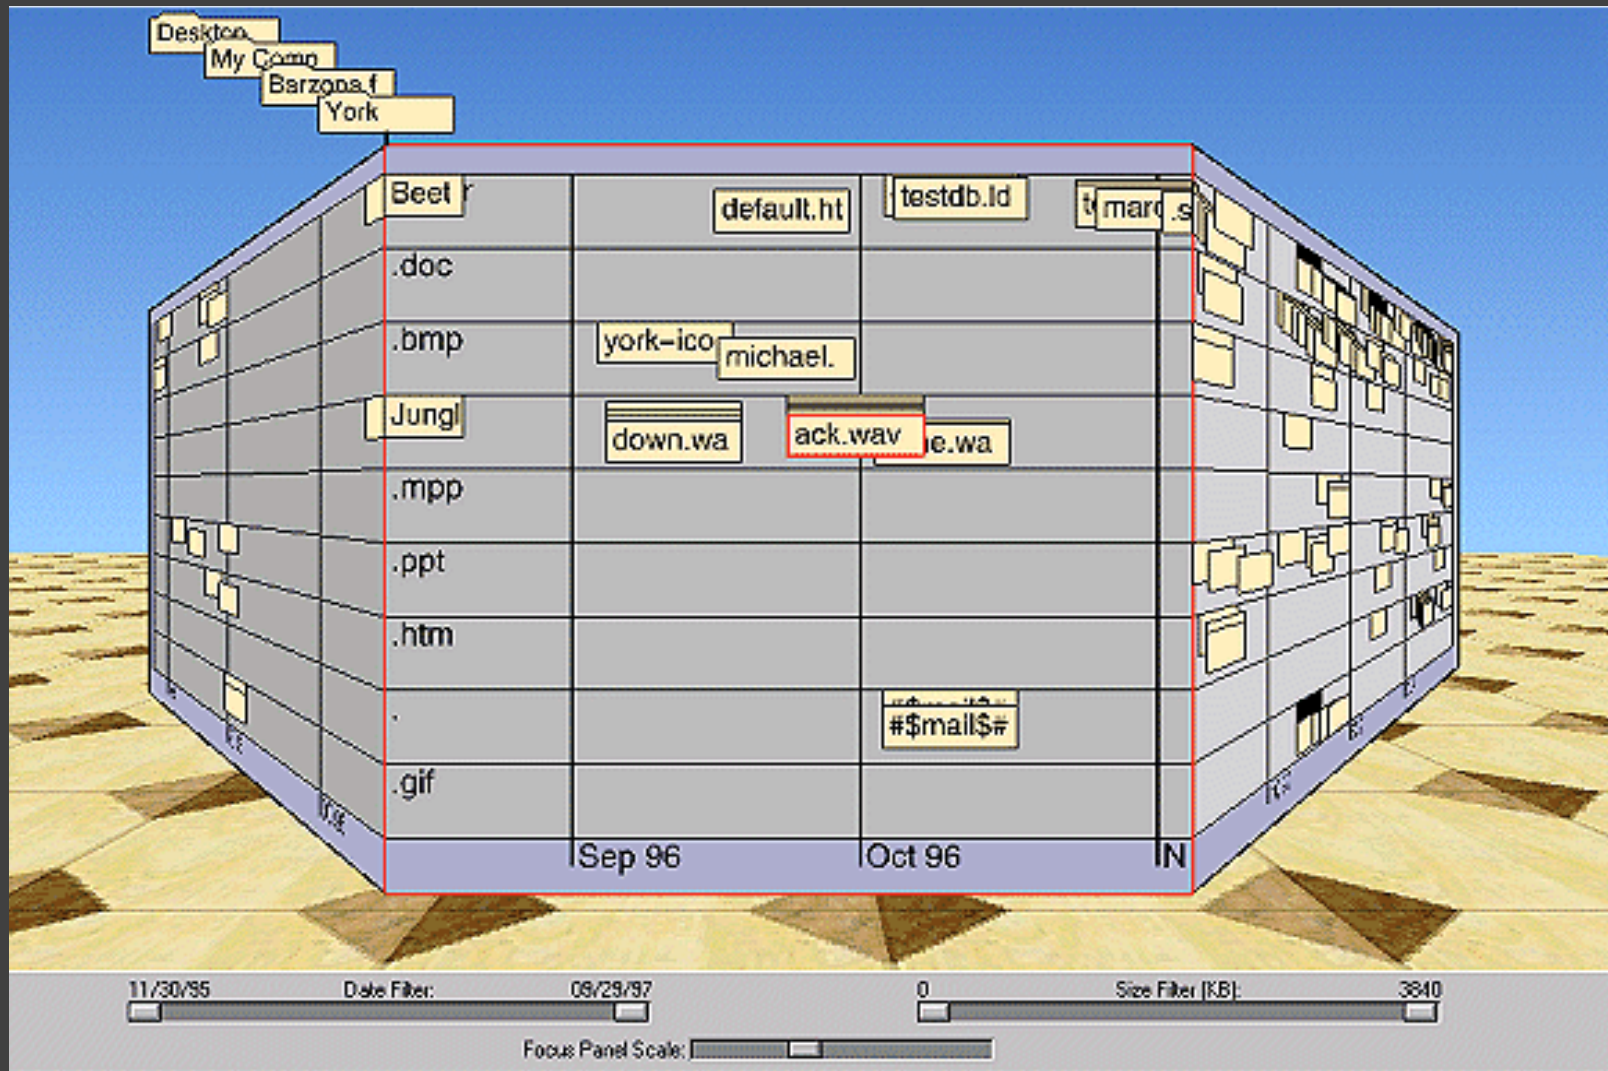 Desktop
My Comp
Barzona.f
York
Beet r
default.ht
testdb.ld
marc
.s
.doc
.bmp
york-ico
michael.
Jungl
down.wa
ack.wav
ne.wa
.mpp
.ppt
.htm
.
#$mail$#
.gif
Sep 96
Oct 96
N
11/30/95 Date Filter: 09/29/97
0 Size Filter (KB): 3840
Focus Panel Scale: